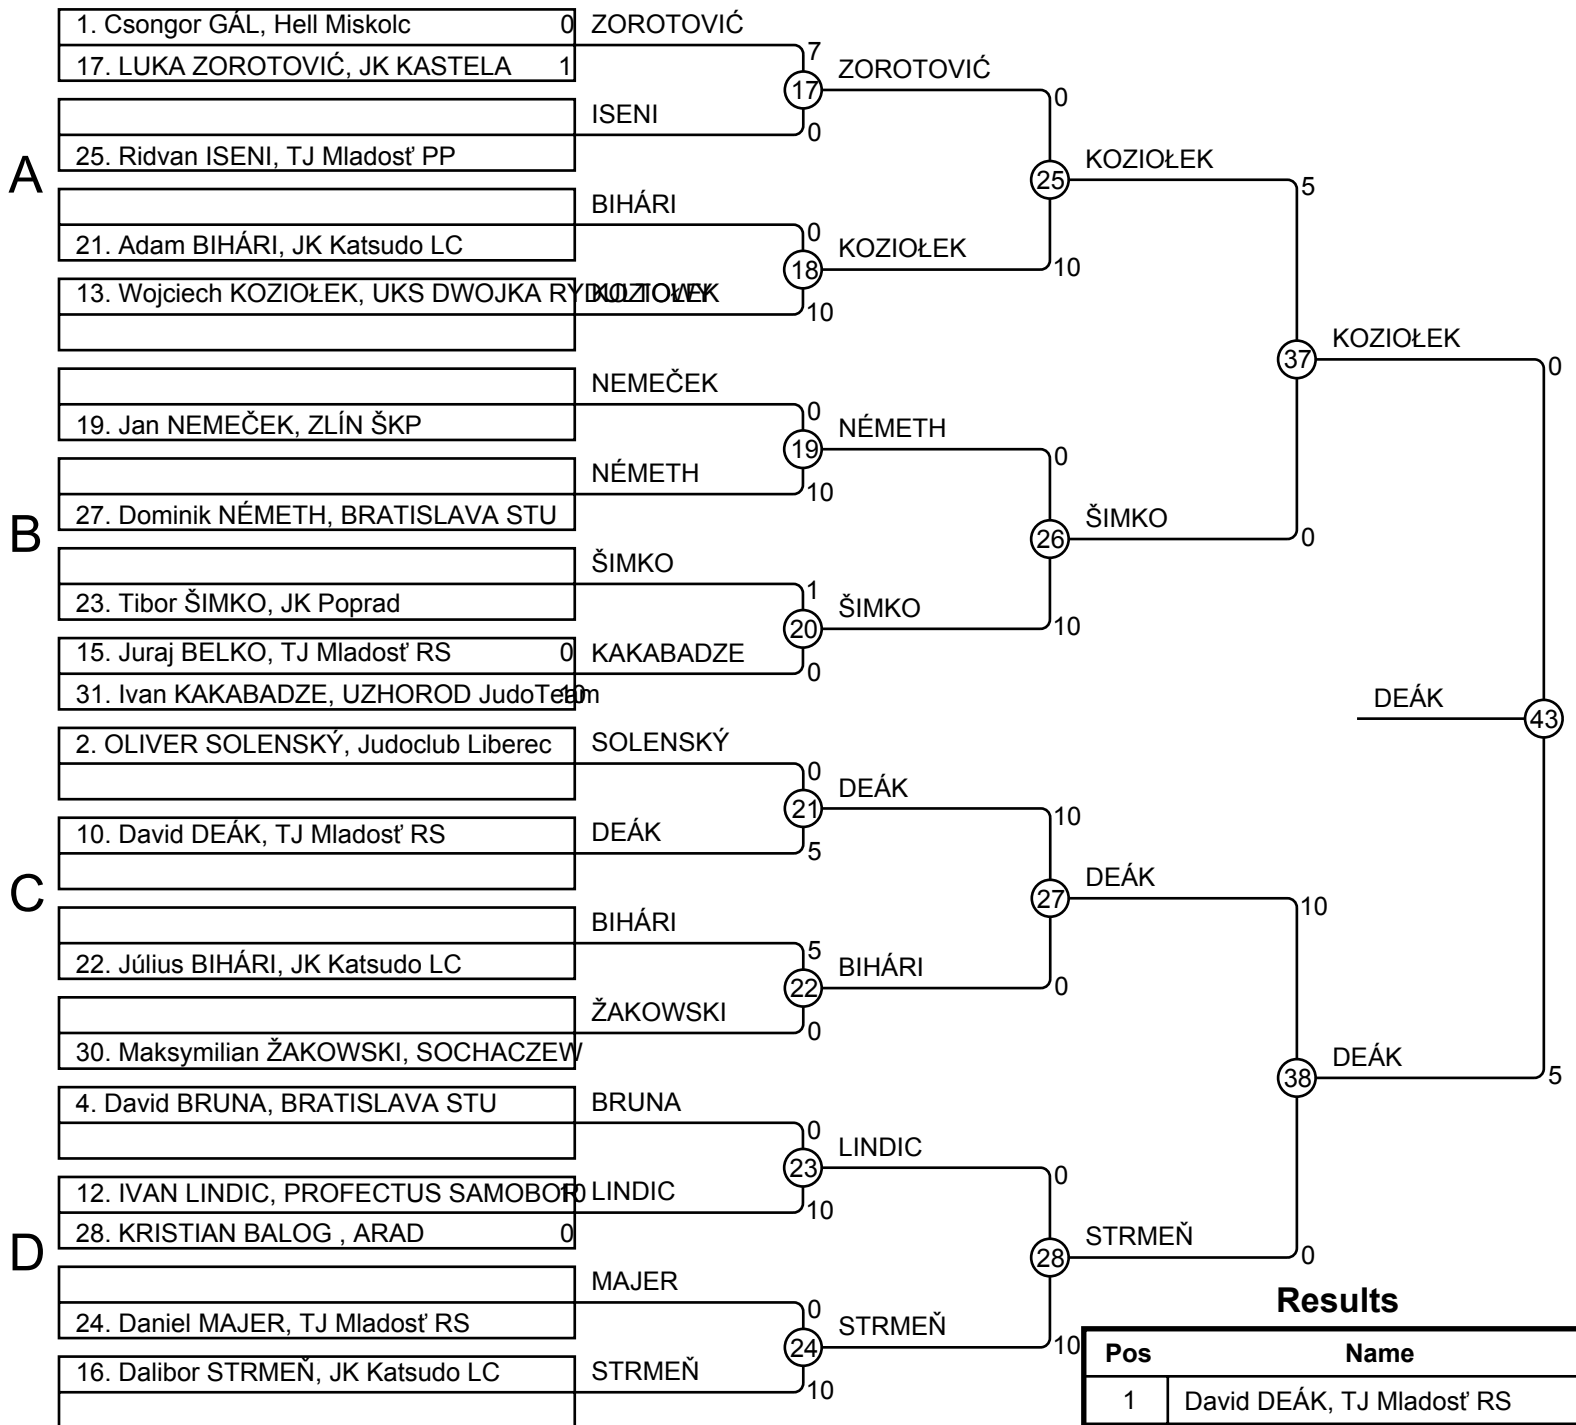 1. Csongor GÁL, Hell Miskolc 0 ZOROTOVIĆ
7
17. LUKA ZOROTOVIĆ, JK KASTELA 1
17 ZOROTOVIĆ
0
ISENI
0
25. Ridvan ISENI, TJ Mladosť PP
A
25 KOZIOŁEK
5
BIHÁRI
0
21. Adam BIHÁRI, JK Katsudo LC
18 KOZIOŁEK
10
13. Wojciech KOZIOŁEK, UKS DWOJKA RYDUŁTOWY KOZIOŁEK
10
37 KOZIOŁEK
0
NEMEČEK
0
19. Jan NEMEČEK, ZLÍN ŠKP
19 NÉMETH
0
NÉMETH
10
27. Dominik NÉMETH, BRATISLAVA STU
B
26 ŠIMKO
0
ŠIMKO
1
23. Tibor ŠIMKO, JK Poprad
20 ŠIMKO
10
15. Juraj BELKO, TJ Mladosť RS 0 KAKABADZE
0
31. Ivan KAKABADZE, UZHOROD JudoTeam 10
DEÁK 43
2. OLIVER SOLENSKÝ, Judoclub Liberec SOLENSKÝ
0
21 DEÁK
10
10. David DEÁK, TJ Mladosť RS DEÁK
5
C
27 DEÁK
10
BIHÁRI
5
22. Július BIHÁRI, JK Katsudo LC
22 BIHÁRI
0
ŽAKOWSKI
0
30. Maksymilian ŽAKOWSKI, SOCHACZEW
38 DEÁK
5
4. David BRUNA, BRATISLAVA STU BRUNA
0
23 LINDIC
0
12. IVAN LINDIC, PROFECTUS SAMOBOR 10 LINDIC
10
28. KRISTIAN BALOG , ARAD 0
D
28 STRMEŇ
0
MAJER
0
24. Daniel MAJER, TJ Mladosť RS
24 STRMEŇ
10
16. Dalibor STRMEŇ, JK Katsudo LC STRMEŇ
10
Results
Pos Name
1 David DEÁK, TJ Mladosť RS